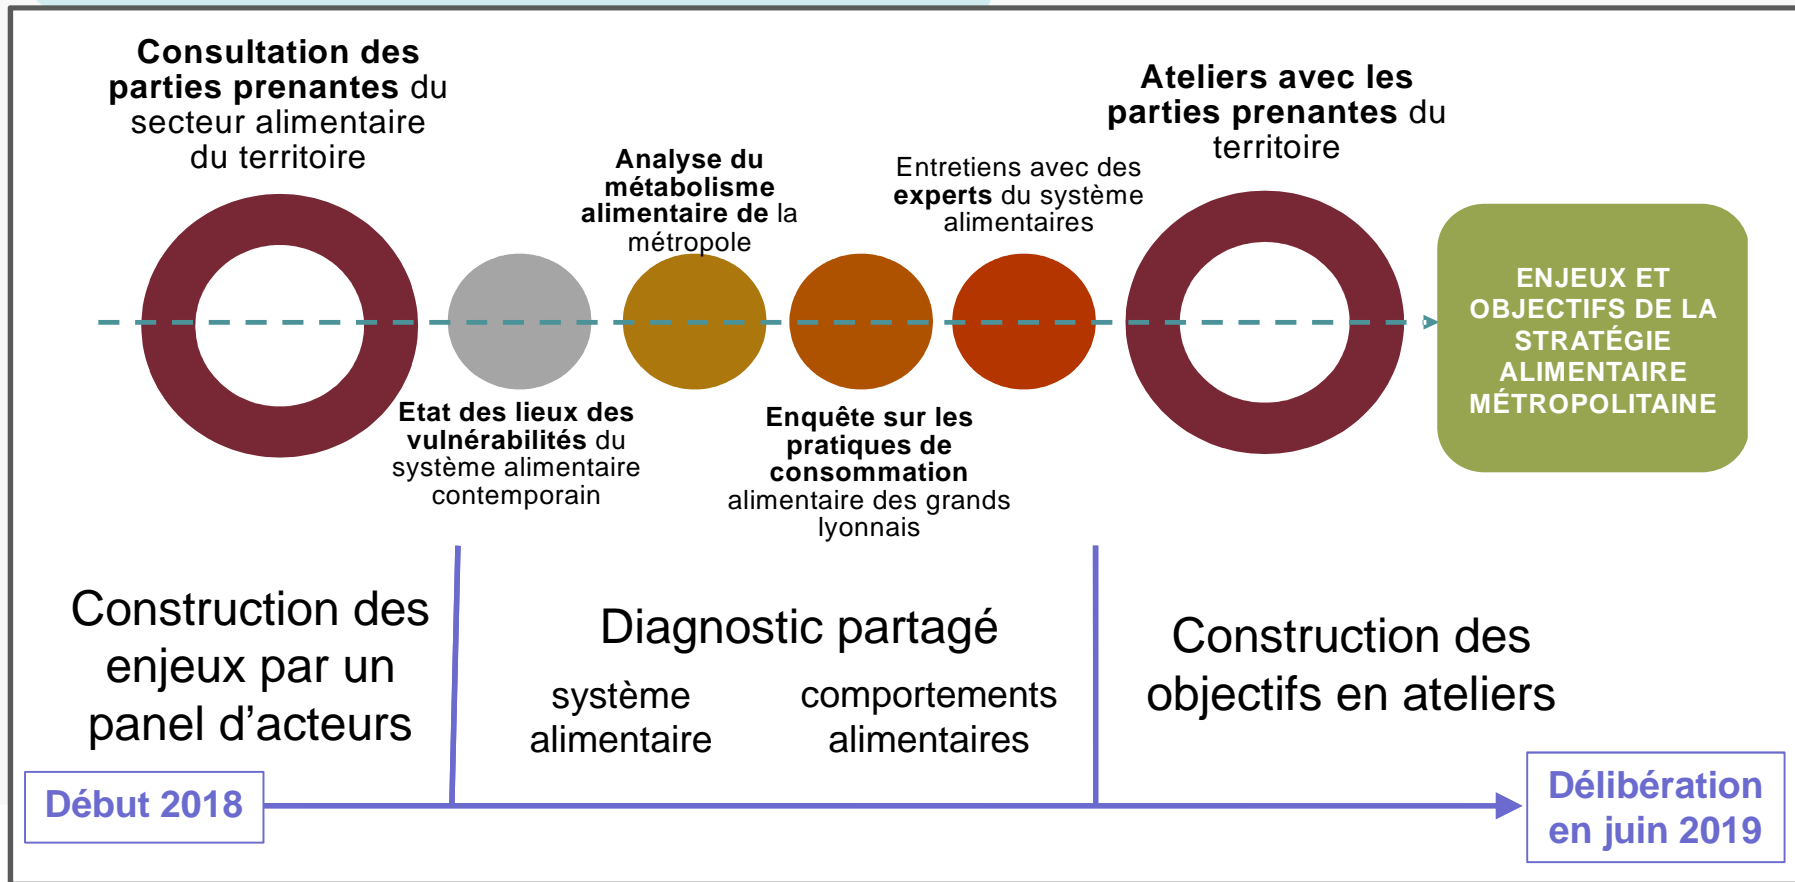 Consultation des
parties prenantes du
secteur alimentaire
du territoire
Analyse du
métabolisme
alimentaire de la
métropole
Entretiens avec des
experts du système
alimentaires
Ateliers avec les
parties prenantes du
territoire
ENJEUX ET
OBJECTIFS DE LA
STRATÉGIE
ALIMENTAIRE
MÉTROPOLITAINE
Etat des lieux des
vulnérabilités du
système alimentaire
contemporain
Enquête sur les
pratiques de
consommation
alimentaire des grands
lyonnais
Construction des
enjeux par un
panel d'acteurs
Diagnostic partagé
système
alimentaire
comportements
alimentaires
Construction des
objectifs en ateliers
Début 2018
Délibération
en juin 2019